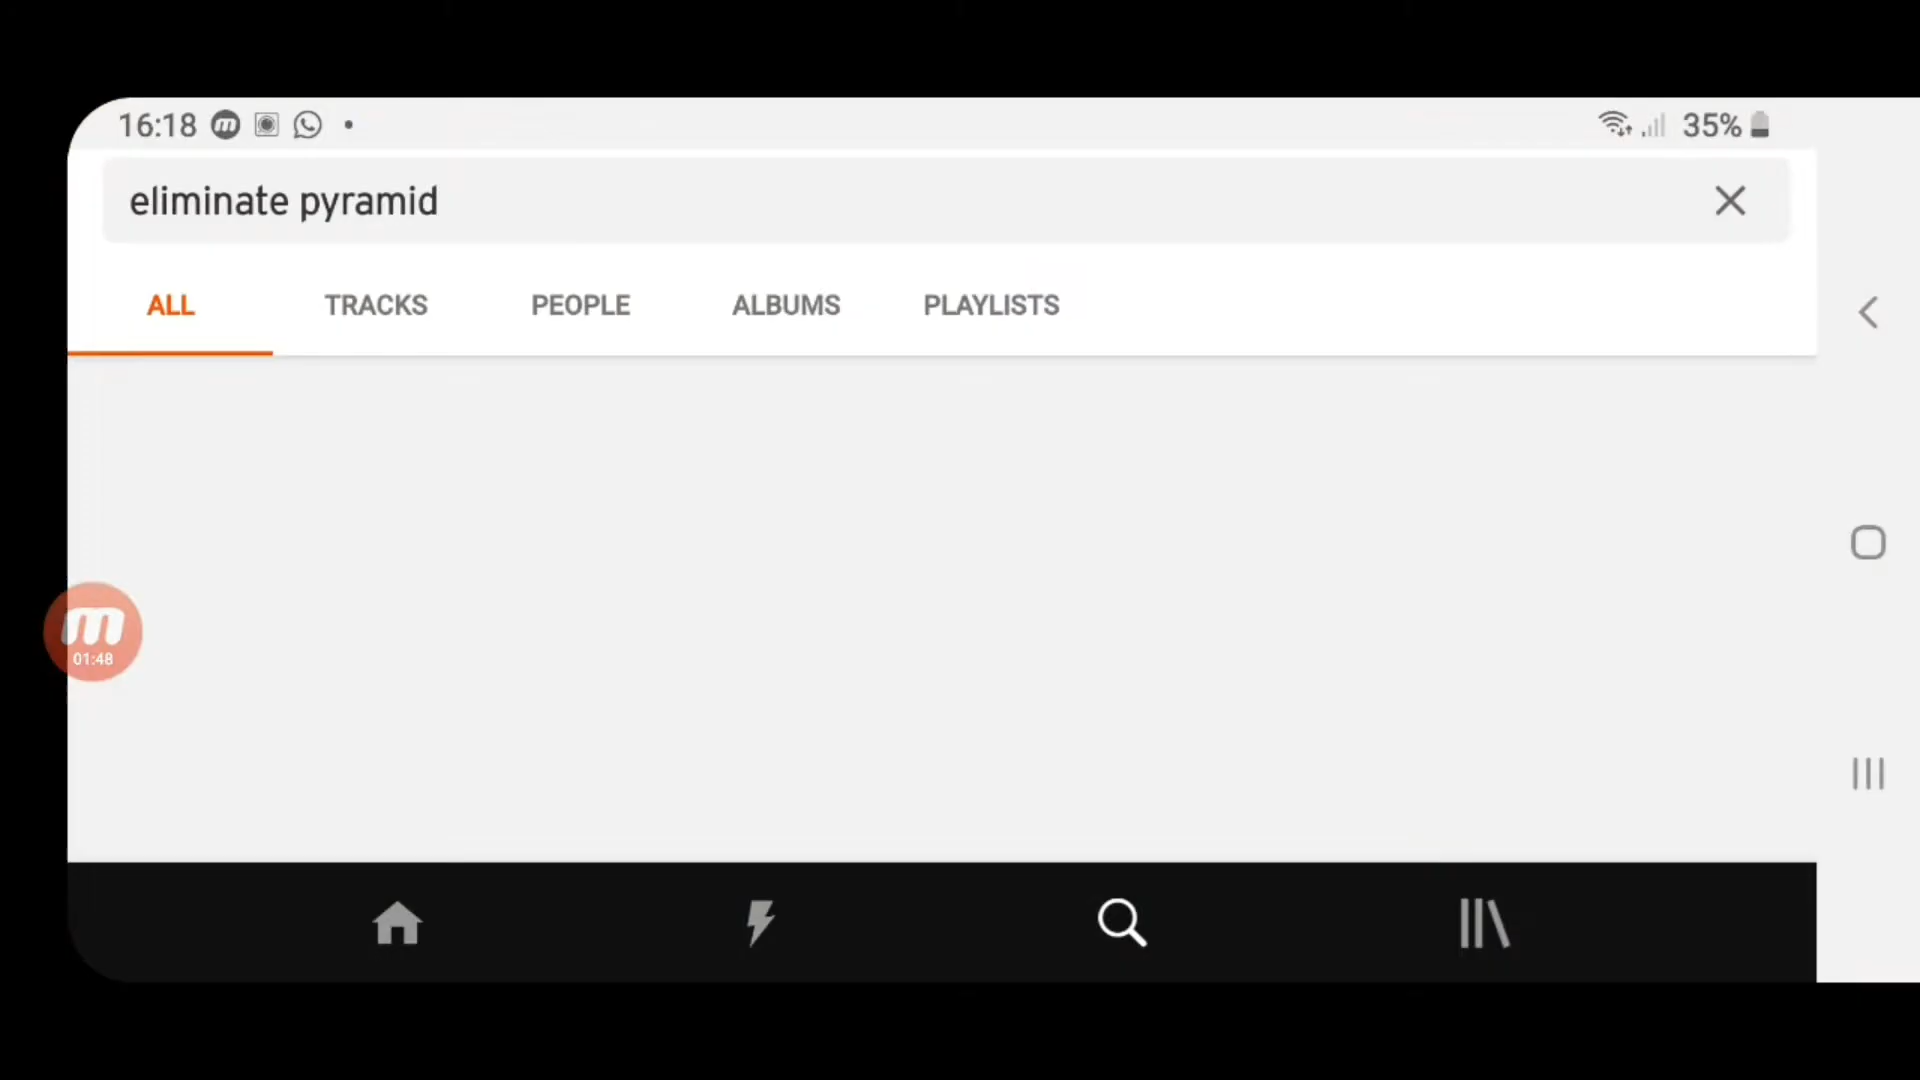 16:18 35%
eliminate pyramid
ALL TRACKS PEOPLE ALBUMS PLAYLISTS
m
01:48